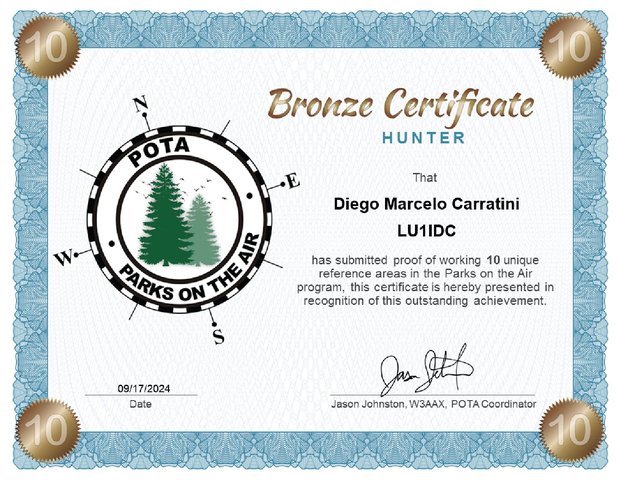 10
10
Bronze Certificate
HUNTER
N
POTA
E
That
Diego Marcelo Carratini
LU1IDC
W
PARKS ON THE AIR
has submitted proof of working 10 unique
reference areas in the Parks on the Air
program, this certificate is hereby presented in
recognition of this outstanding achievement.
S
09/17/2024
Date
Jason Johnston, W3AAX, POTA Coordinator
10
10